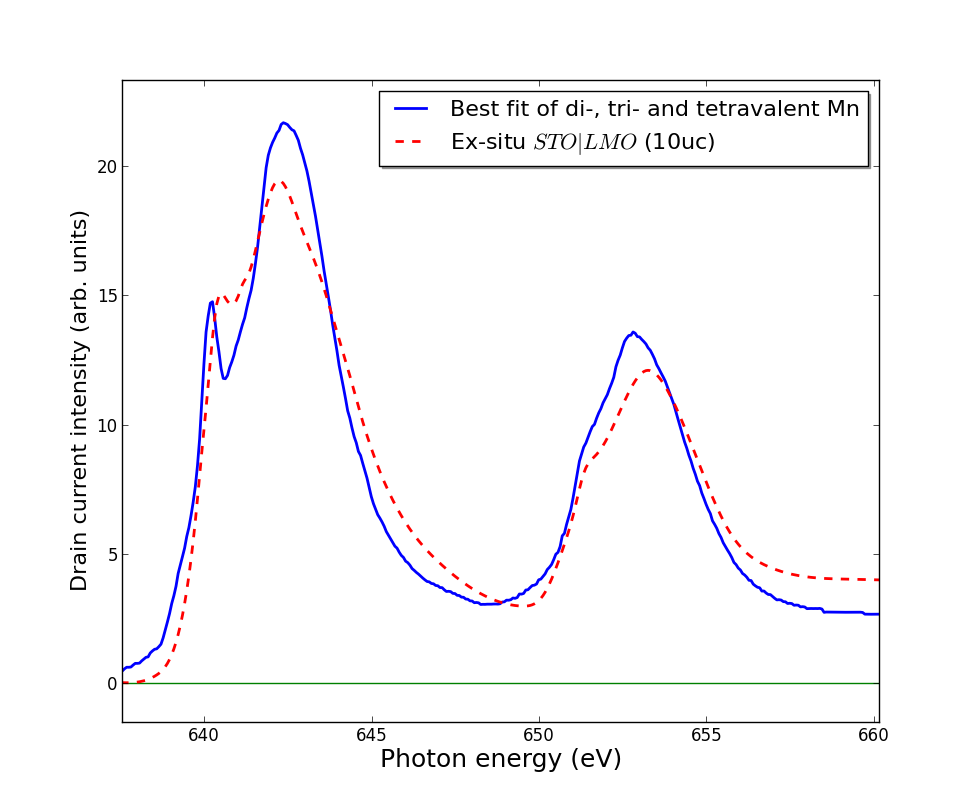 Best fit of di-, tri- and tetravalent Mn
Ex-situ STO|LMO (10uc)
Drain current intensity (arb. units)
20
15
10
5
0
640
645
650
655
660
Photon energy (eV)